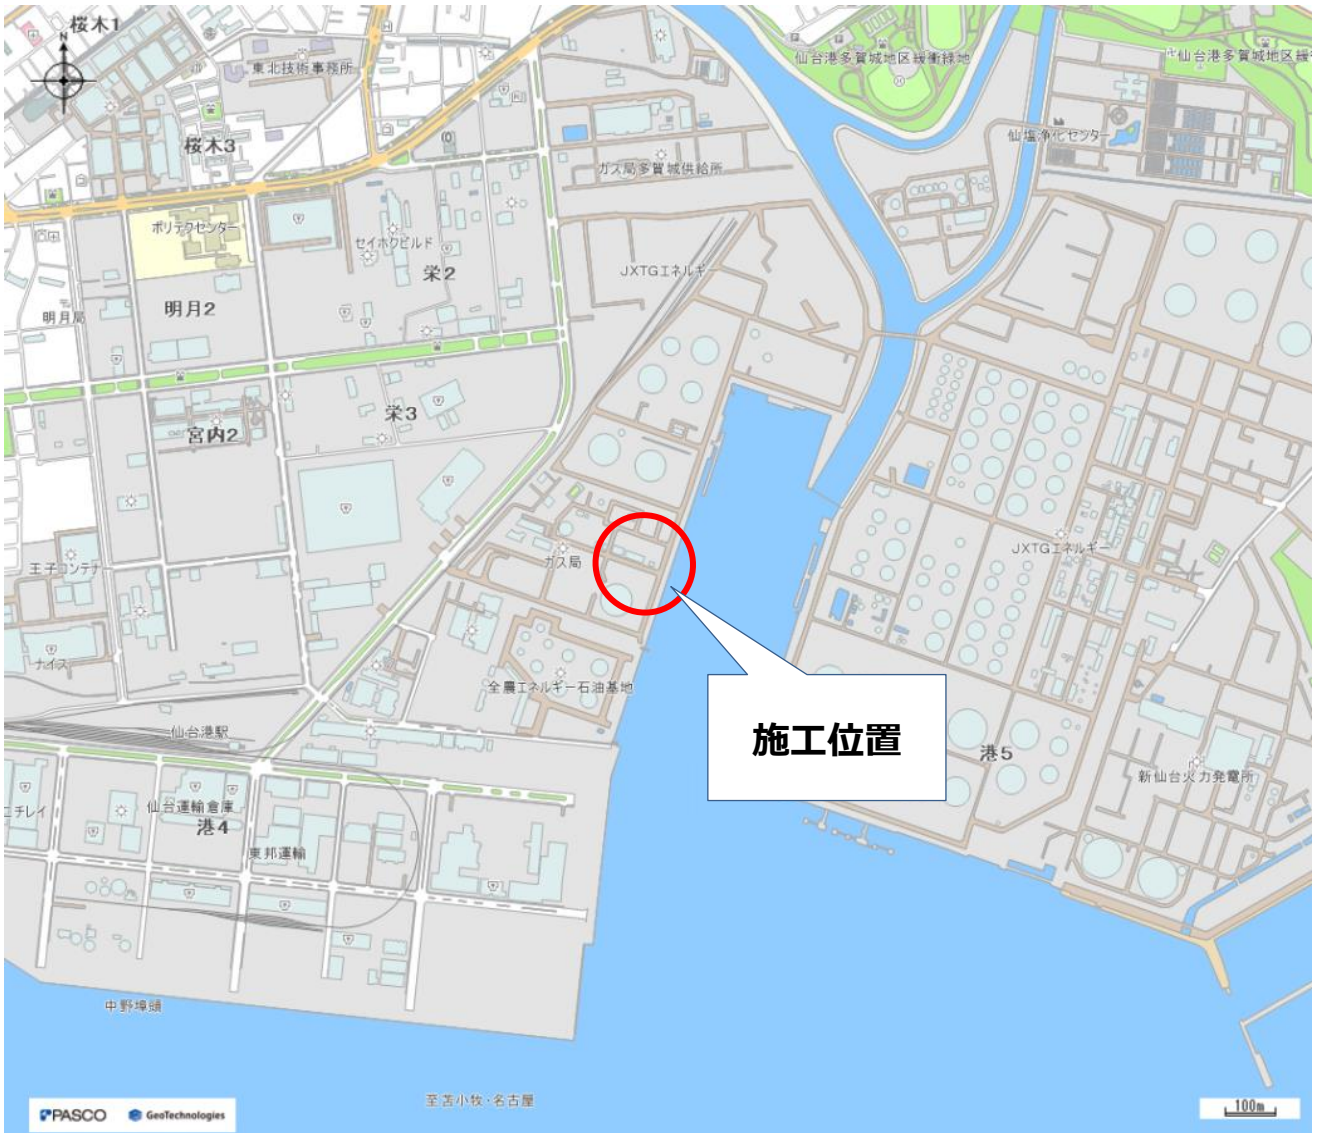 桜木1
N
東北技術事務所
仙台港多賀城地区緩衝緑地
仙台港多賀城地区緩
仙塩浄化センター
桜木3
ガス局多賀城供給所
ポリテクセンター
セイホクビルド
栄2
JXTGエネルギー
明月2
明月局
栄3
宮内2
ガス局
JXTGエネルギー
王子コンテナー
ナイス
全農エネルギー石油基地
仙台港駅
施工位置
港5
新仙台火力発電所
ニチレイ
仙台運輸倉庫
港4
東邦運輸
中野埠頭
至苫小牧・名古屋
PASCO
GeoTechnologies
100m